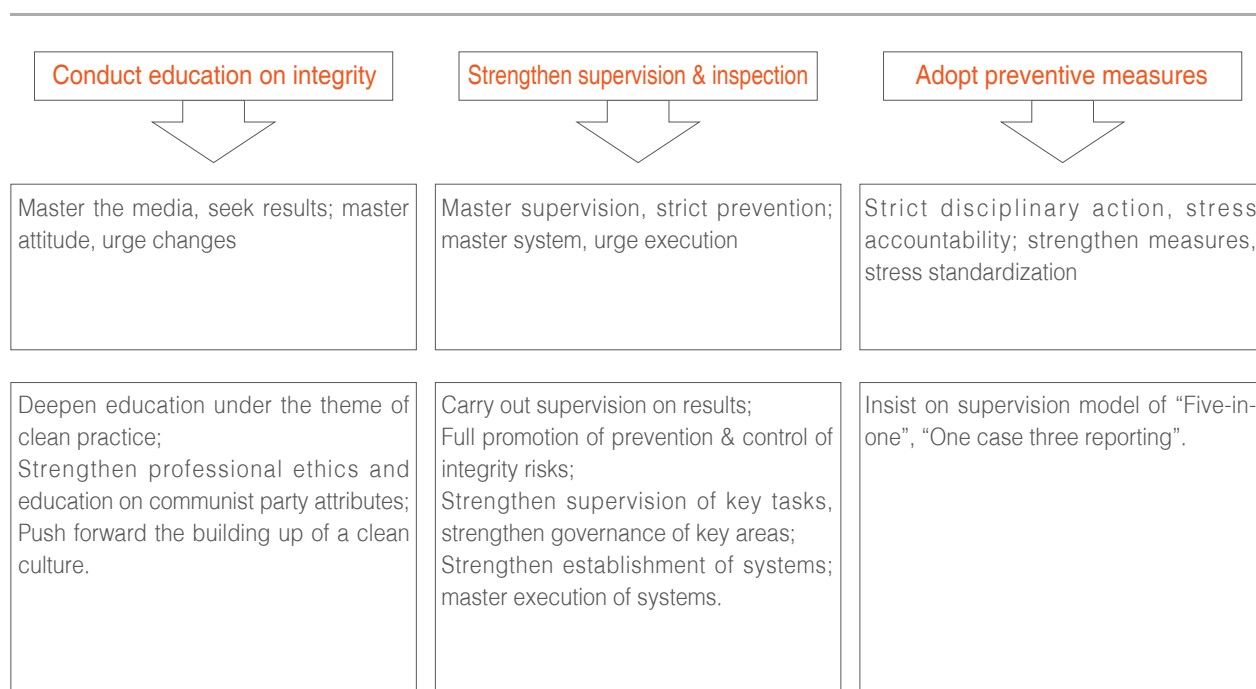 Conduct education on integrity
Strengthen supervision & inspection
Adopt preventive measures
Master the media, seek results; master
attitude, urge changes
Master supervision, strict prevention;
master system, urge execution
Strict disciplinary action, stress
accountability; strengthen measures,
stress standardization
Deepen education under the theme of
clean practice;
Strengthen professional ethics and
education on communist party attributes;
Push forward the building up of a clean
culture.
Carry out supervision on results;
Full promotion of prevention & control of
integrity risks;
Strengthen supervision of key tasks,
strengthen governance of key areas;
Strengthen establishment of systems;
master execution of systems.
Insist on supervision model of “Five-in-
one”, “One case three reporting”.